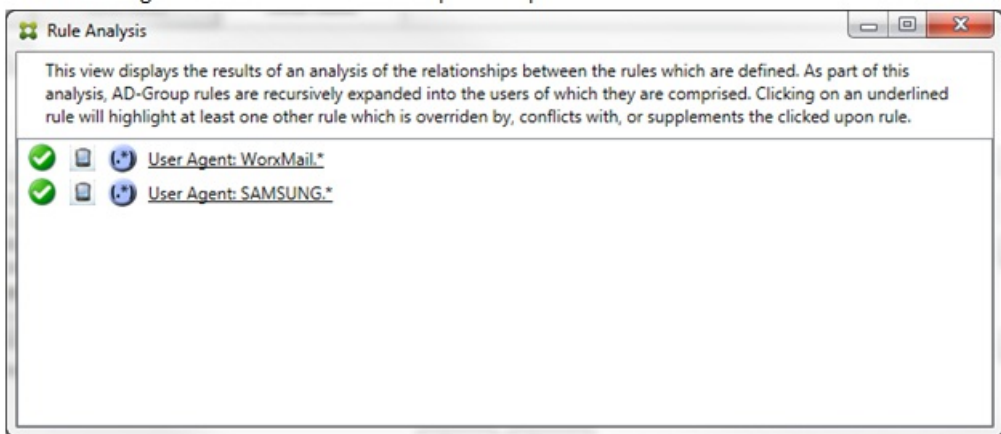 Rule Analysis
This view displays the results of an analysis of the relationships between the rules which are defined. As part of this
analysis, AD-Group rules are recursively expanded into the users of which they are comprised. Clicking on an underlined
rule will highlight at least one other rule which is overriden by, conflicts with, or supplements the clicked upon rule.
(.*) User Agent: WorxMail.*
(.*) User Agent: SAMSUNG.*